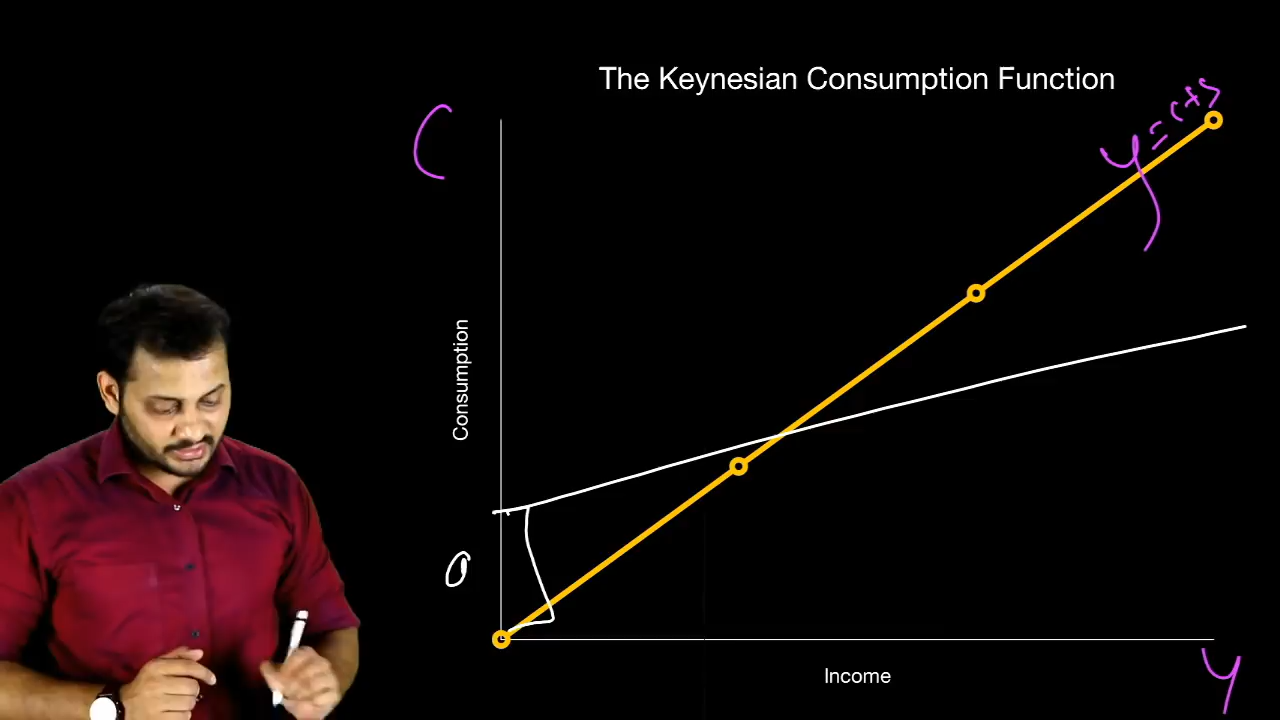 The Keynesian Consumption Function
C
y = C+S
Consumption
0
Income
y